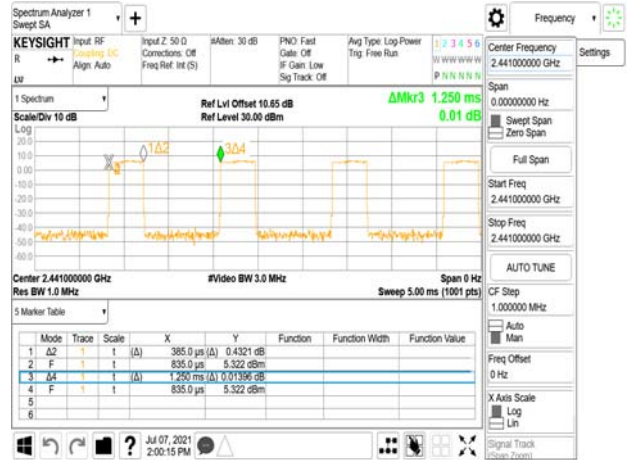 Spectrum Analyzer 1
Swept SA
Frequency
KEYSIGHT
R
Input: RF
Coupling: DC
Align: Auto
Input Z: 50 Ω
Corrections: Off
Freq Ref: Int (S)
#Atten: 30 dB
PNO: Fast
Gate: Off
IF Gain: Low
Sig Track: Off
Avg Type: Log-Power
Trig: Free Run
1 2 3 4 5 6
W W W W W W
P N N N N N
1 Spectrum
Scale/Div 10 dB
Ref Lvl Offset 10.65 dB
Ref Level 30.00 dBm
ΔMkr3 1.250 ms
0.01 dB
Log
20.0
10.0
0.00
-10.0
-20.0
-30.0
-40.0
-50.0
-60.0
1Δ2
3Δ4
Center 2.441000000 GHz
Res BW 1.0 MHz
#Video BW 3.0 MHz
Span 0 Hz
Sweep 5.00 ms (1001 pts)
5 Marker Table
Mode Trace Scale X Y Function Function Width Function Value
1 Δ2 1 t (Δ) 385.0 µs (Δ) 0.4321 dB
2 F 1 t 835.0 µs 5.322 dBm
3 Δ4 1 t (Δ) 1.250 ms (Δ) 0.01396 dB
4 F 1 t 835.0 µs 5.322 dBm
5
6
Jul 07, 2021
2:00:15 PM
Center Frequency
2.441000000 GHz
Settings
Span
0.00000000 Hz
Swept Span
Zero Span
Full Span
Start Freq
2.441000000 GHz
Stop Freq
2.441000000 GHz
AUTO TUNE
CF Step
1.000000 MHz
Auto
Man
Freq Offset
0 Hz
X Axis Scale
Log
Lin
Signal Track
(Span Zoom)